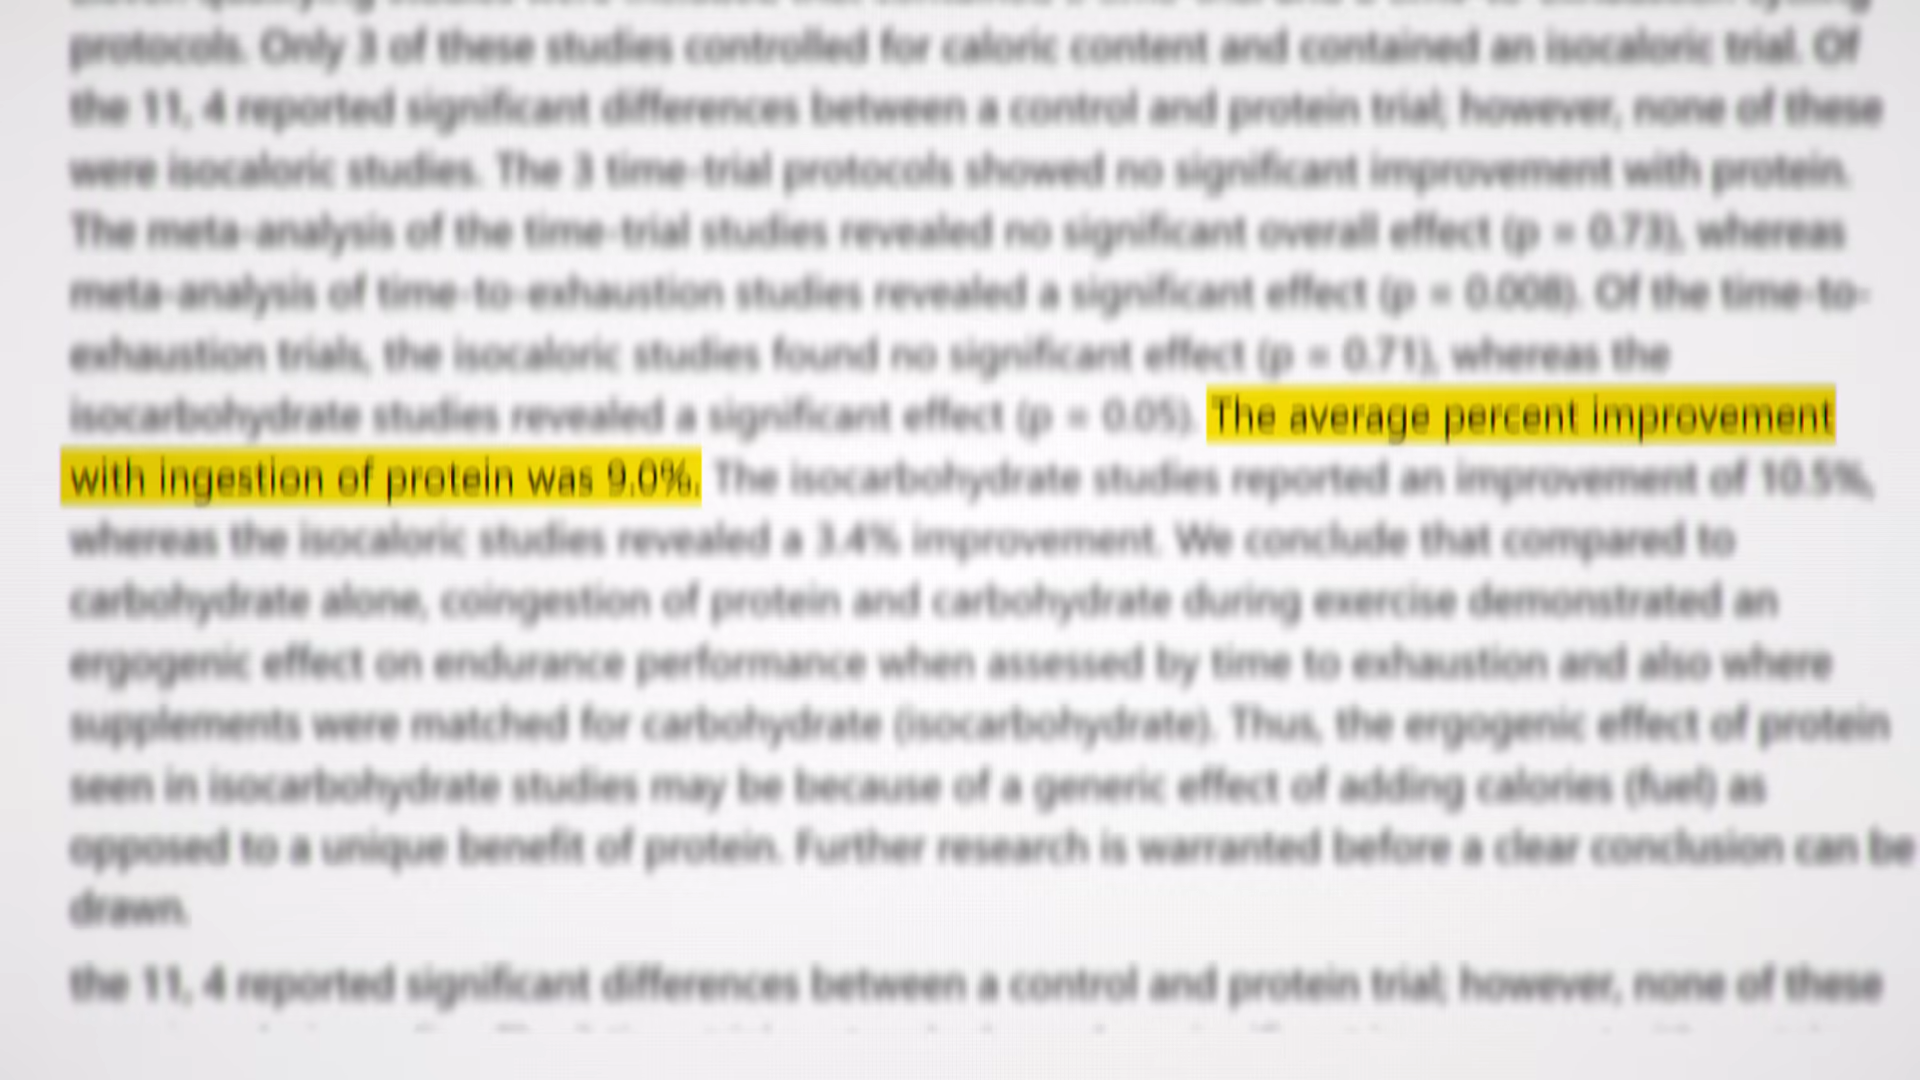 protocols. Only 3 of these studies controlled for caloric content and contained an isocaloric trial. Of
the 11, 4 reported significant differences between a control and protein trial; however, none of these
were isocaloric studies. The 3 time-trial protocols showed no significant improvement with protein.
The meta-analysis of the time-trial studies revealed no significant overall effect (p = 0.73), whereas
meta-analysis of time-to-exhaustion studies revealed a significant effect (p = 0.008). Of the time-to-
exhaustion trials, the isocaloric studies found no significant effect (p = 0.71), whereas the
isocarbohydrate studies revealed a significant effect (p = 0.05). The average percent improvement
with ingestion of protein was 9.0%. The isocarbohydrate studies reported an improvement of 10.5%,
whereas the isocaloric studies revealed a 3.4% improvement. We conclude that compared to
carbohydrate alone, coingestion of protein and carbohydrate during exercise demonstrated an
ergogenic effect on endurance performance when assessed by time to exhaustion and also where
supplements were matched for carbohydrate (isocarbohydrate). Thus, the ergogenic effect of protein
seen in isocarbohydrate studies may be because of a generic effect of adding calories (fuel) as
opposed to a unique benefit of protein. Further research is warranted before a clear conclusion can be
drawn.
the 11, 4 reported significant differences between a control and protein trial; however, none of these